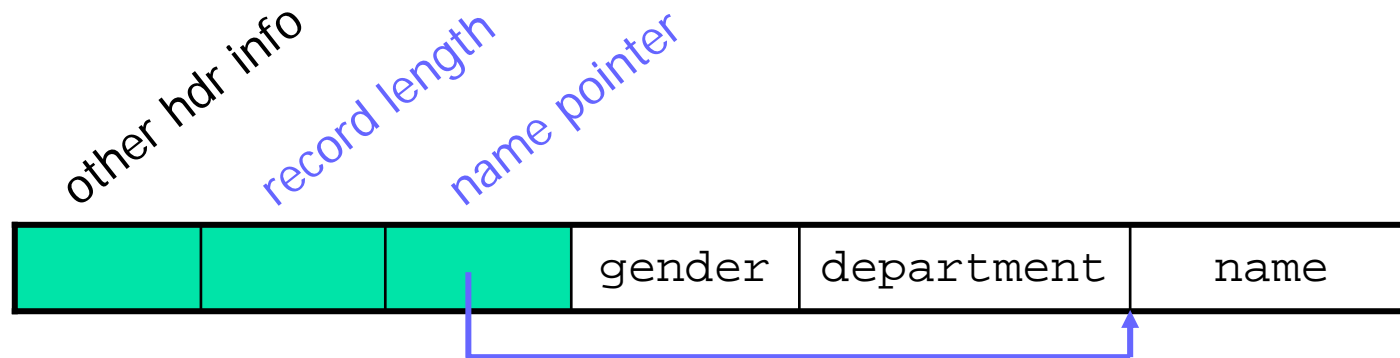 other hdr info
record length
name pointer
gender
department
name